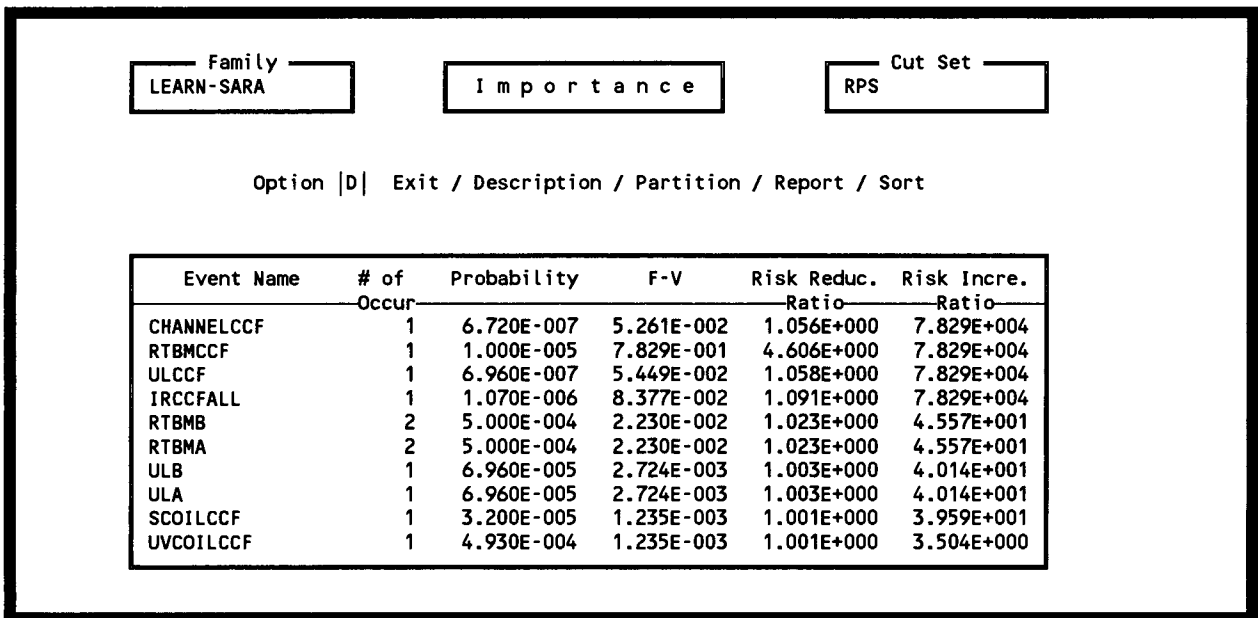 Family
LEARN-SARA
I m p o r t a n c e
Cut Set
RPS
Option |D| Exit / Description / Partition / Report / Sort
Event Name # of Probability F-V Risk Reduc. Risk Incre.
Occur Ratio Ratio
CHANNELCCF 1 6.720E-007 5.261E-002 1.056E+000 7.829E+004
RTBMCCF 1 1.000E-005 7.829E-001 4.606E+000 7.829E+004
ULCCF 1 6.960E-007 5.449E-002 1.058E+000 7.829E+004
IRCCFALL 1 1.070E-006 8.377E-002 1.091E+000 7.829E+004
RTBMB 2 5.000E-004 2.230E-002 1.023E+000 4.557E+001
RTBMA 2 5.000E-004 2.230E-002 1.023E+000 4.557E+001
ULB 1 6.960E-005 2.724E-003 1.003E+000 4.014E+001
ULA 1 6.960E-005 2.724E-003 1.003E+000 4.014E+001
SCOILCCF 1 3.200E-005 1.235E-003 1.001E+000 3.959E+001
UVCOILCCF 1 4.930E-004 1.235E-003 1.001E+000 3.504E+000